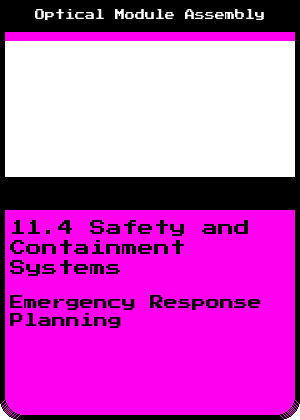 Optical Module Assembly
11.4 Safety and
Containment
Systems
Emergency Response
Planning